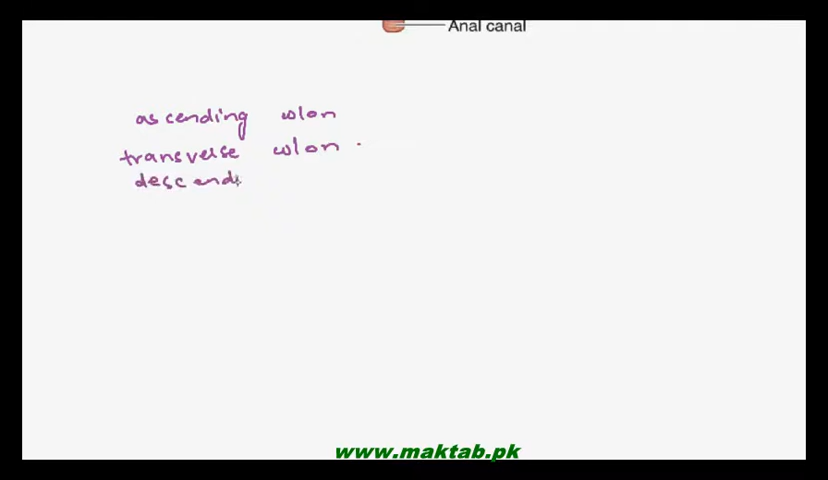 Anal canal
ascending colon
transverse colon .
descend
www.maktab.pk